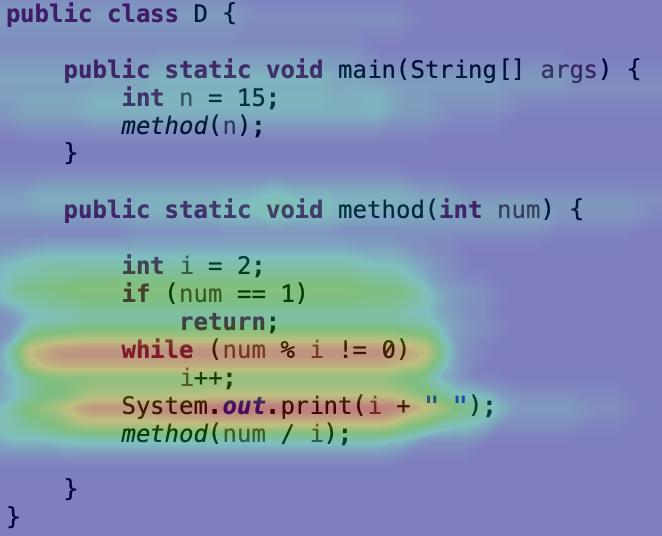 public class D {
public static void main(String[] args) {
int n = 15;
method(n);
}
public static void method(int num) {
int i = 2;
if (num == 1)
return;
while (num % i != 0)
i++;
System.out.print(i + " ");
method(num / i);
}
}